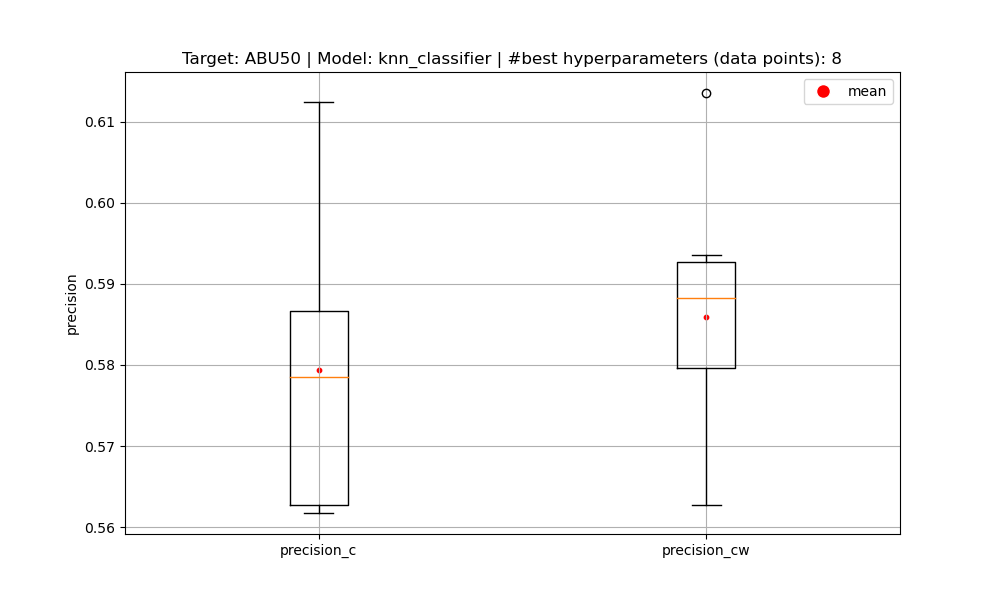 Target: ABU50 | Model: knn_classifier | #best hyperparameters (data points): 8
mean
0.61
0.60
0.59
0.58
0.57
0.56
precision
precision_c
precision_cw